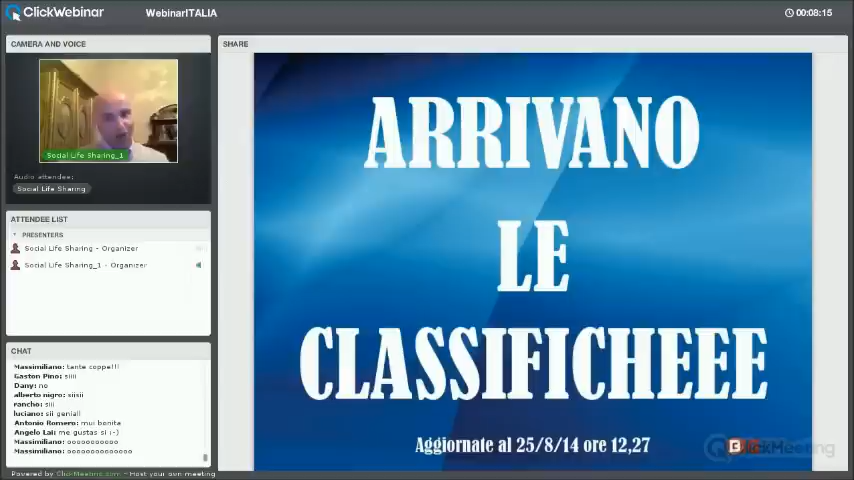 ClickWebinar
WebinarITALIA
00:08:15
CAMERA AND VOICE
Social Life Sharing_1
Audio attendee:
Social Life Sharing
ATTENDEE LIST
PRESENTERS
Social Life Sharing - Organizer
Social Life Sharing_1 - Organizer
CHAT
Massimiliano: tante coppe!!!
Gaston Pino: siiii
Dany: no
alberto nigro: siisii
rancho: siii
luciano: sii genial!
Antonio Romero: mui bonita
Angelo Lai: me gustas si :-)
Massimiliano: ooooooooooo
Massimiliano: oooooooooooooo
Powered by ClickMeeting.com - Host your own meeting
SHARE
ARRIVANO
LE
CLASSIFICHEEE
Aggiornate al 25/8/14 ore 12,27
ClickMeeting